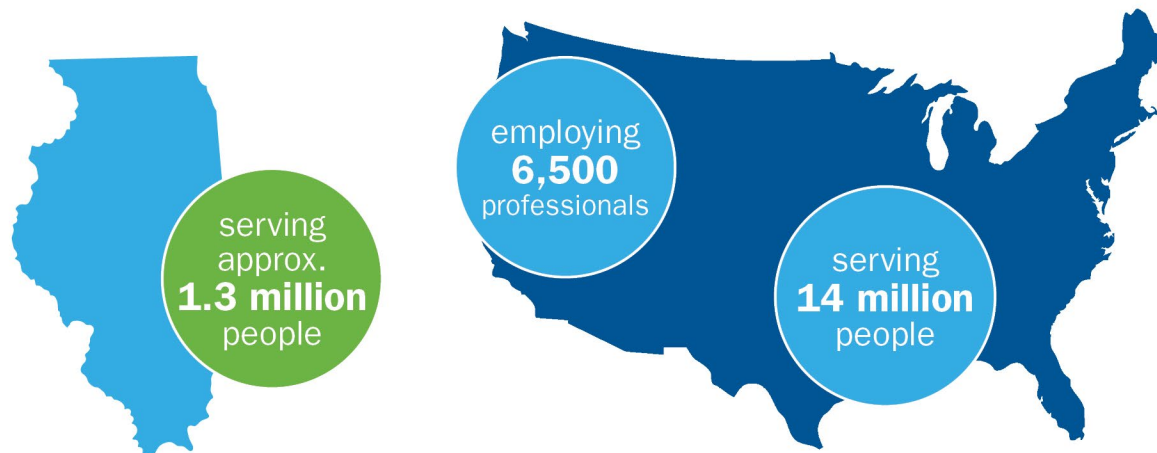 serving
approx.
1.3 million
people
employing
6,500
professionals
serving
14 million
people